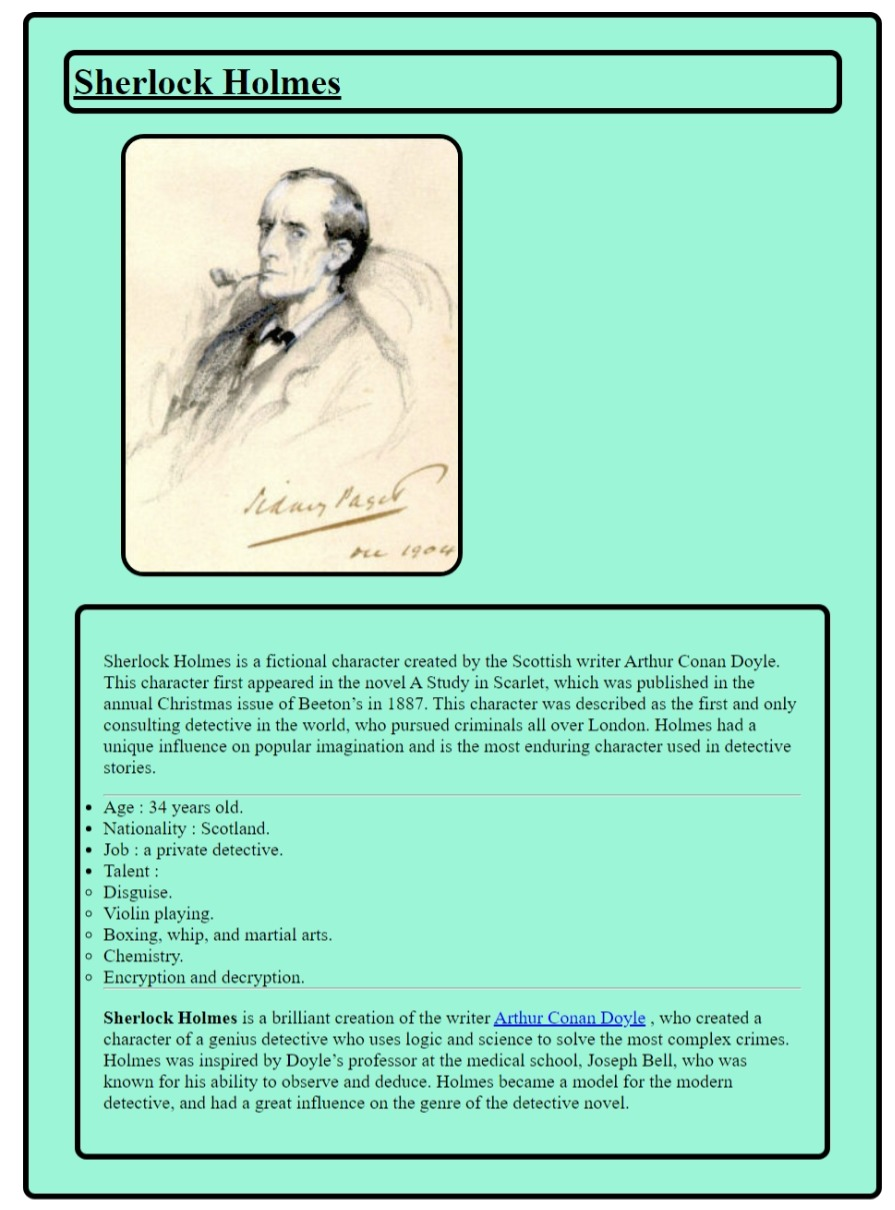 Sherlock Holmes
Sidney Paget
Dec 1904
Sherlock Holmes is a fictional character created by the Scottish writer Arthur Conan Doyle.
This character first appeared in the novel A Study in Scarlet, which was published in the
annual Christmas issue of Beeton’s in 1887. This character was described as the first and only
consulting detective in the world, who pursued criminals all over London. Holmes had a
unique influence on popular imagination and is the most enduring character used in detective
stories.
• Age : 34 years old.
• Nationality : Scotland.
• Job : a private detective.
• Talent :
◦ Disguise.
◦ Violin playing.
◦ Boxing, whip, and martial arts.
◦ Chemistry.
◦ Encryption and decryption.
Sherlock Holmes is a brilliant creation of the writer Arthur Conan Doyle , who created a
character of a genius detective who uses logic and science to solve the most complex crimes.
Holmes was inspired by Doyle’s professor at the medical school, Joseph Bell, who was
known for his ability to observe and deduce. Holmes became a model for the modern
detective, and had a great influence on the genre of the detective novel.